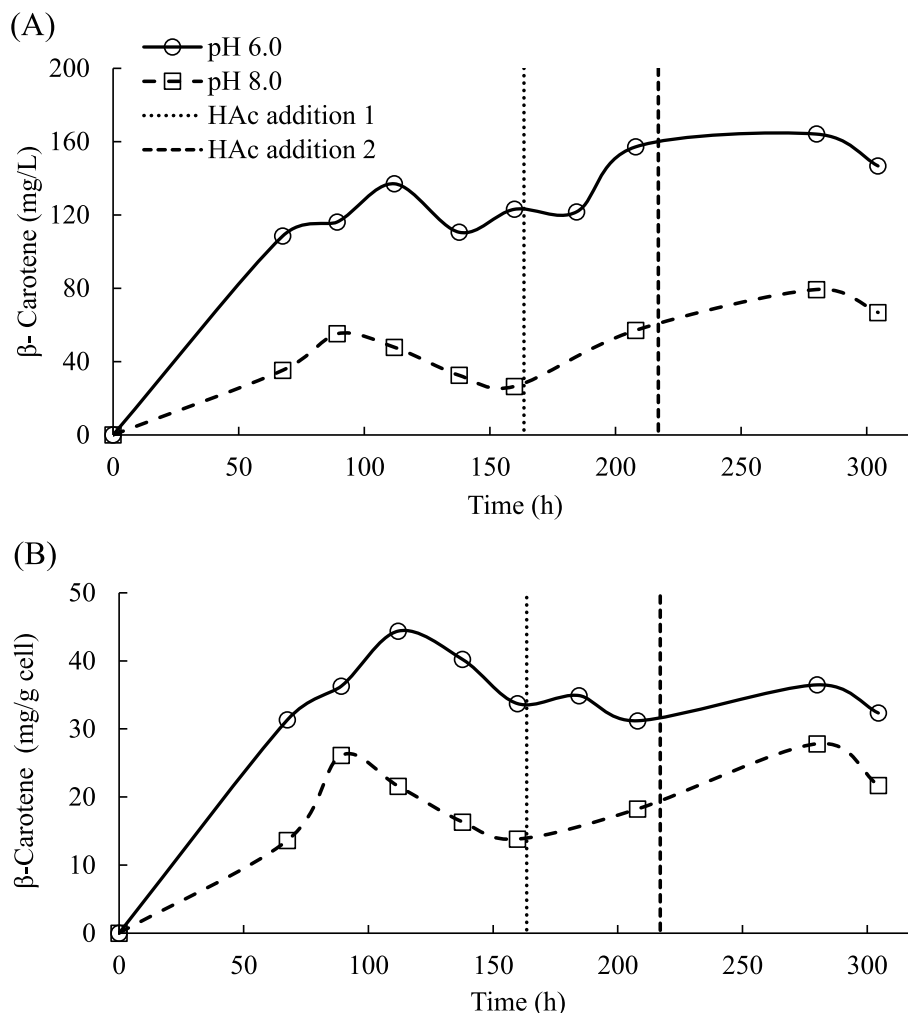 (A)
pH 6.0
pH 8.0
HAc addition 1
HAc addition 2
200
160
120
80
40
0
β- Carotene (mg/L)
0 50 100 150 200 250 300
Time (h)
(B)
50
40
30
20
10
0
β-Carotene (mg/g cell)
0 50 100 150 200 250 300
Time (h)